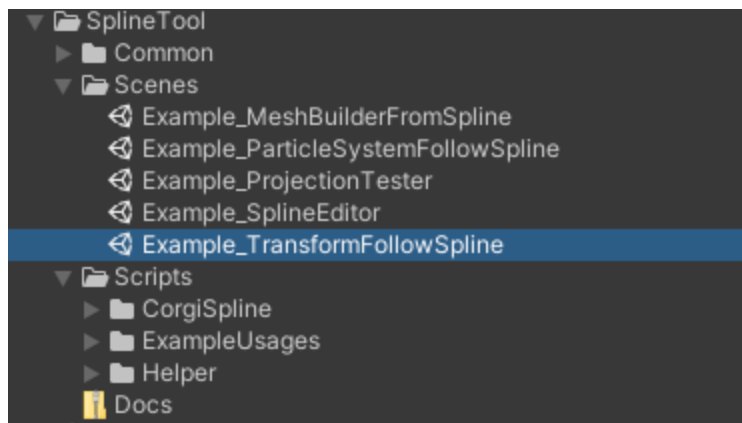 SplineTool
Common
Scenes
Example_MeshBuilderFromSpline
Example_ParticleSystemFollowSpline
Example_ProjectionTester
Example_SplineEditor
Example_TransformFollowSpline
Scripts
CorgiSpline
ExampleUsages
Helper
Docs